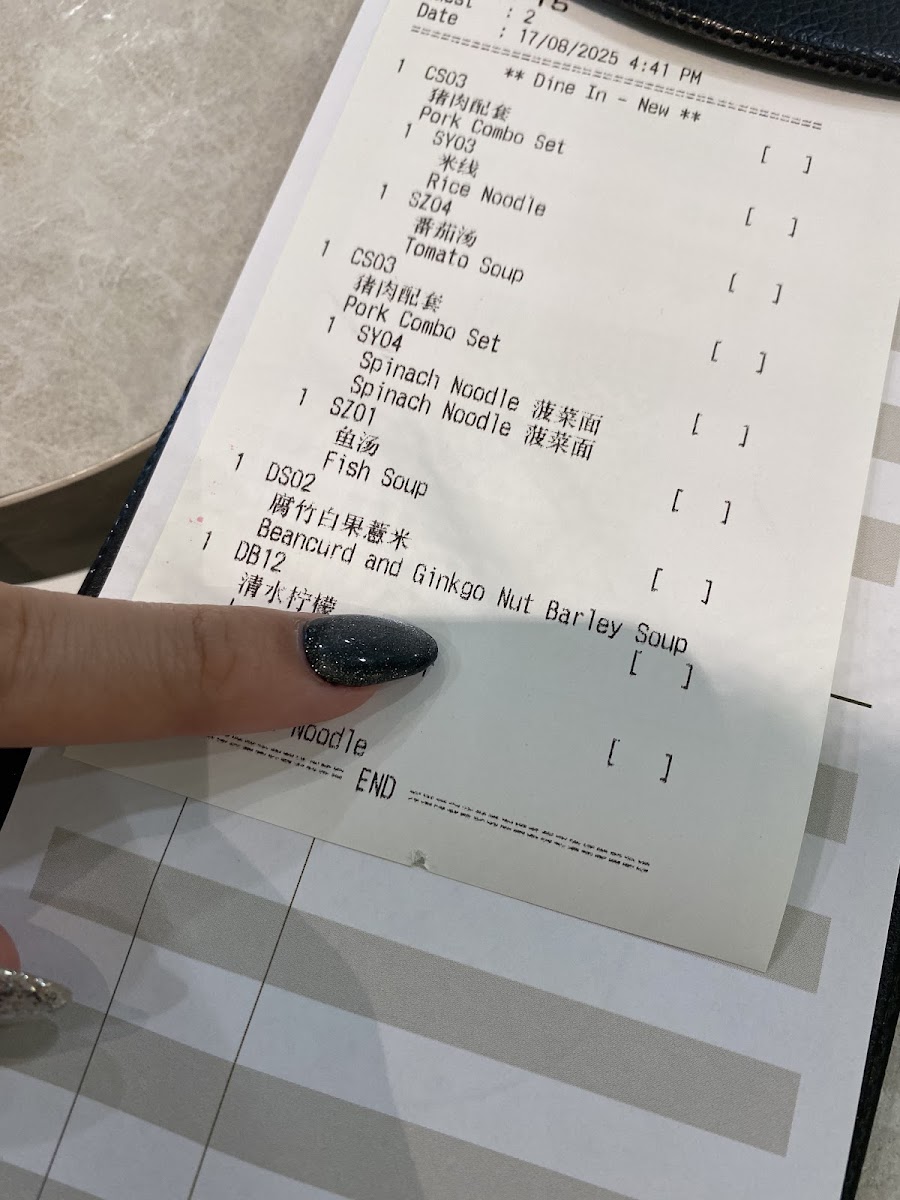 : 2
Date : 17/08/2025 4:41 PM
** Dine In - New **
1 CS03
猪肉配套
Pork Combo Set [ ]
1 SY03
米线
Rice Noodle [ ]
1 SZ04
番茄汤
Tomato Soup [ ]
1 CS03
猪肉配套
Pork Combo Set [ ]
1 SY04
Spinach Noodle 菠菜面
Spinach Noodle 菠菜面 [ ]
1 SZ01
鱼汤
Fish Soup [ ]
1 DS02
腐竹白果薏米
Beancurd and Ginkgo Nut Barley Soup [ ]
1 DB12
清水柠檬
[ ]
Noodle [ ]
END